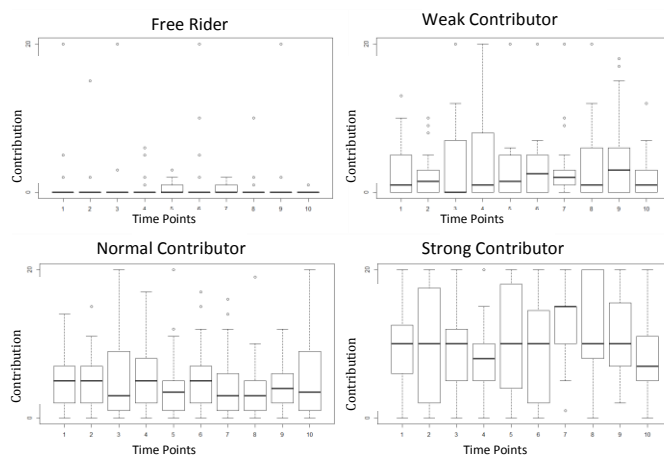 Free Rider
20
0
Contribution
1 2 3 4 5 6 7 8 9 10
Time Points
Weak Contributor
20
0
Contribution
1 2 3 4 5 6 7 8 9 10
Time Points
Normal Contributor
20
0
Contribution
1 2 3 4 5 6 7 8 9 10
Time Points
Strong Contributor
20
0
Contribution
1 2 3 4 5 6 7 8 9 10
Time Points